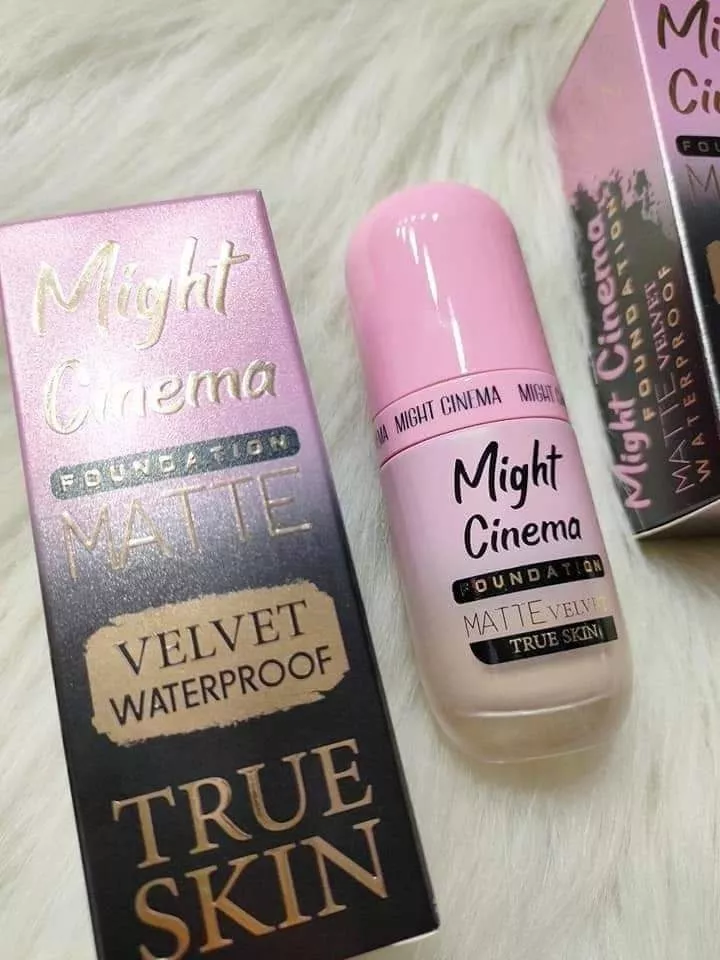 Might
Cinema
FOUNDATION
MATTE
VELVET
WATERPROOF
TRUE
SKIN
MIGHT CINEMA
Might
Cinema
FOUNDATION
MATTE VELVET
TRUE SKIN
Might Cinema
FOUNDATION
MATTE VELVET
WATERPROOF